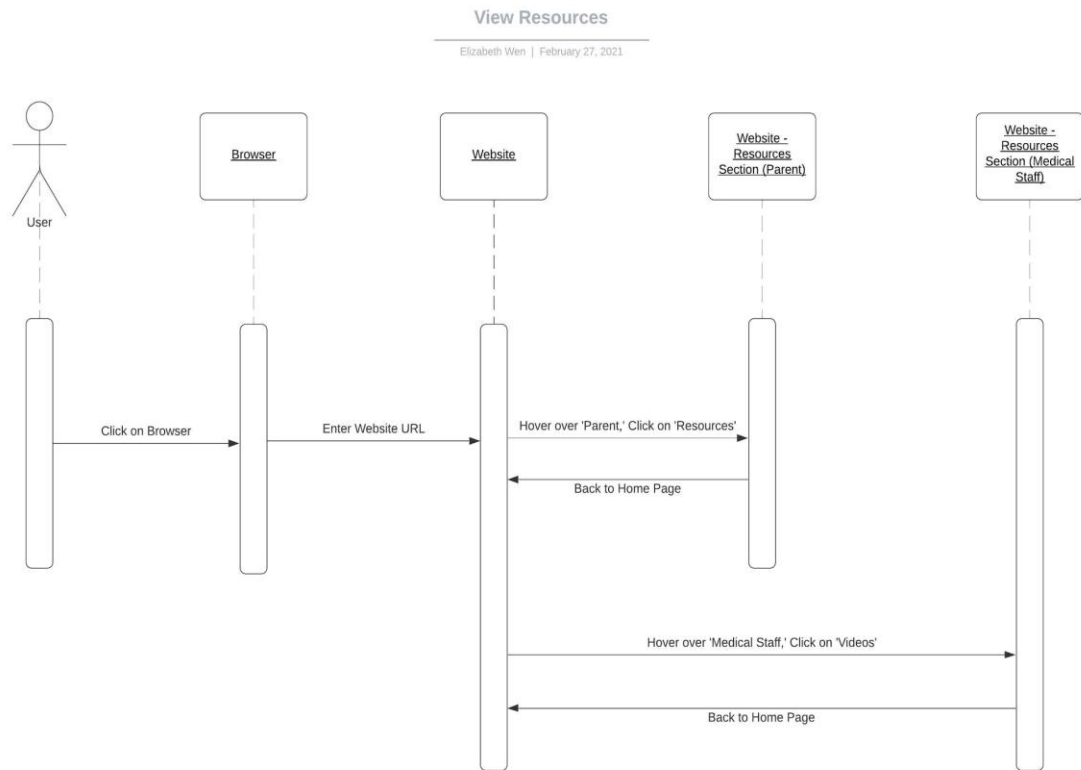 View Resources
Elizabeth Wen | February 27, 2021
User
Browser
Website
Website -
Resources
Section (Parent)
Website -
Resources
Section (Medical
Staff)
Click on Browser
Enter Website URL
Hover over 'Parent,' Click on 'Resources'
Back to Home Page
Hover over 'Medical Staff,' Click on 'Videos'
Back to Home Page